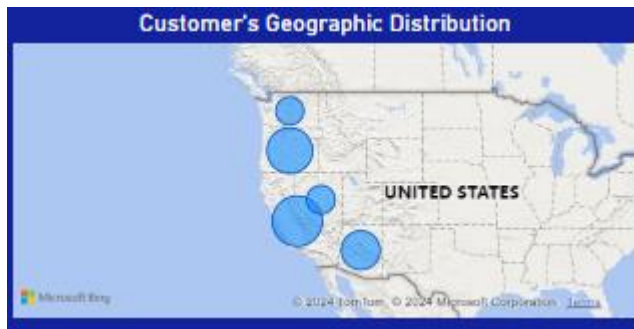 Customer's Geographic Distribution
UNITED STATES
Microsoft Bing
© 2024 TomTom, © 2024 Microsoft Corporation Terms